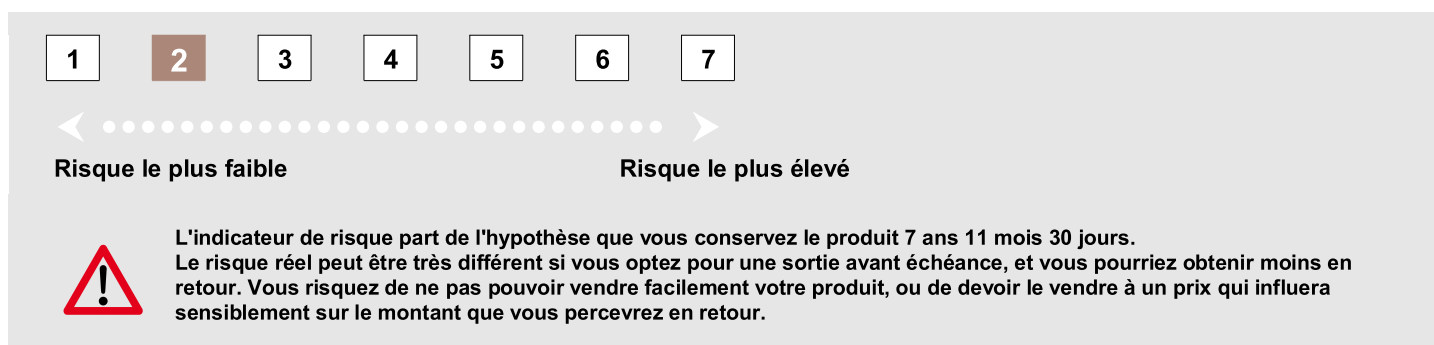 1 2 3 4 5 6 7
Risque le plus faible Risque le plus élevé
L'indicateur de risque part de l'hypothèse que vous conservez le produit 7 ans 11 mois 30 jours.
Le risque réel peut être très différent si vous optez pour une sortie avant échéance, et vous pourriez obtenir moins en
retour. Vous risquez de ne pas pouvoir vendre facilement votre produit, ou de devoir le vendre à un prix qui influera
sensiblement sur le montant que vous percevrez en retour.